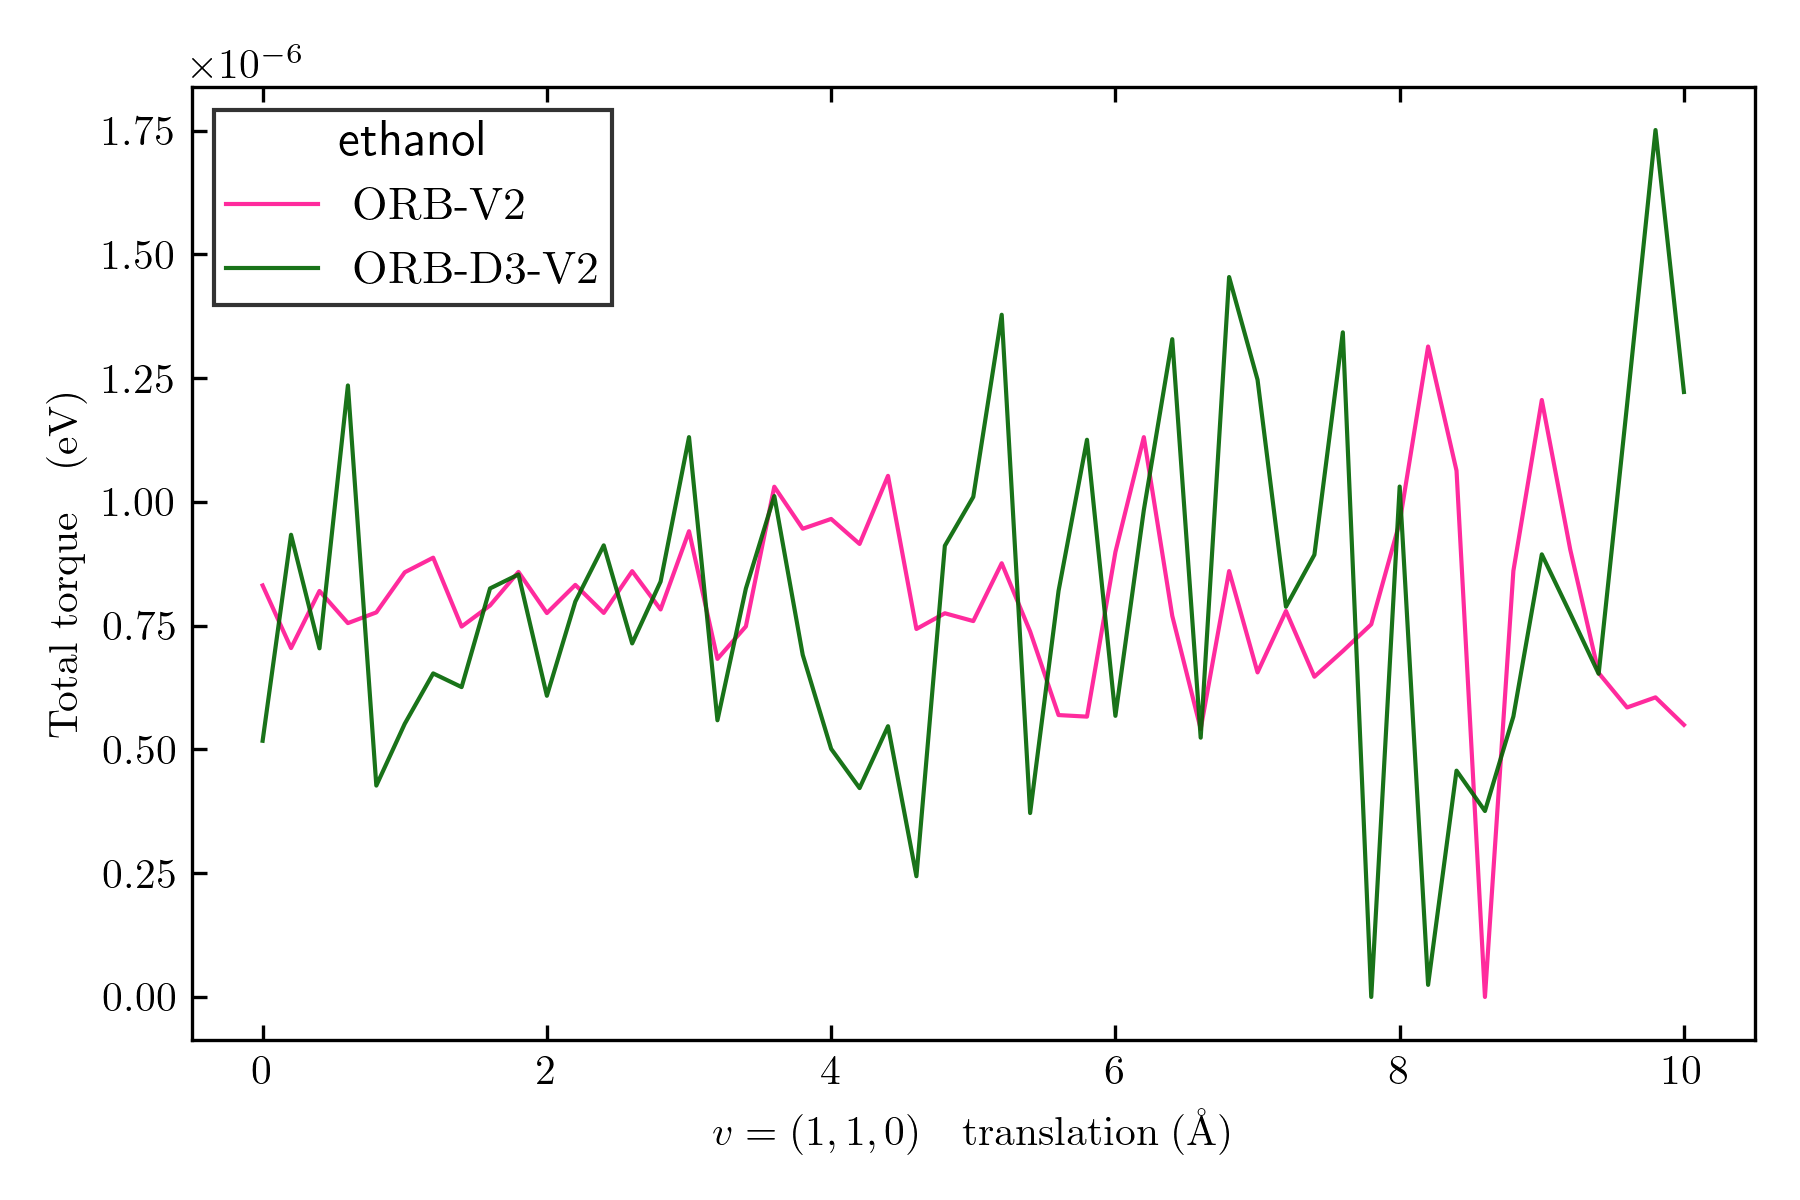 ×10⁻⁶
1.75
1.50
1.25
1.00
0.75
0.50
0.25
0.00
Total torque (eV)
ethanol
ORB-V2
ORB-D3-V2
0 2 4 6 8 10
v = (1, 1, 0) translation (Å)